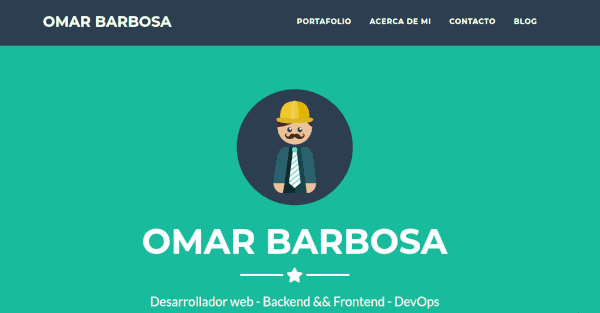 OMAR BARBOSA
PORTAFOLIO ACERCA DE MI CONTACTO BLOG
OMAR BARBOSA
Desarrollador web - Backend && Frontend - DevOps